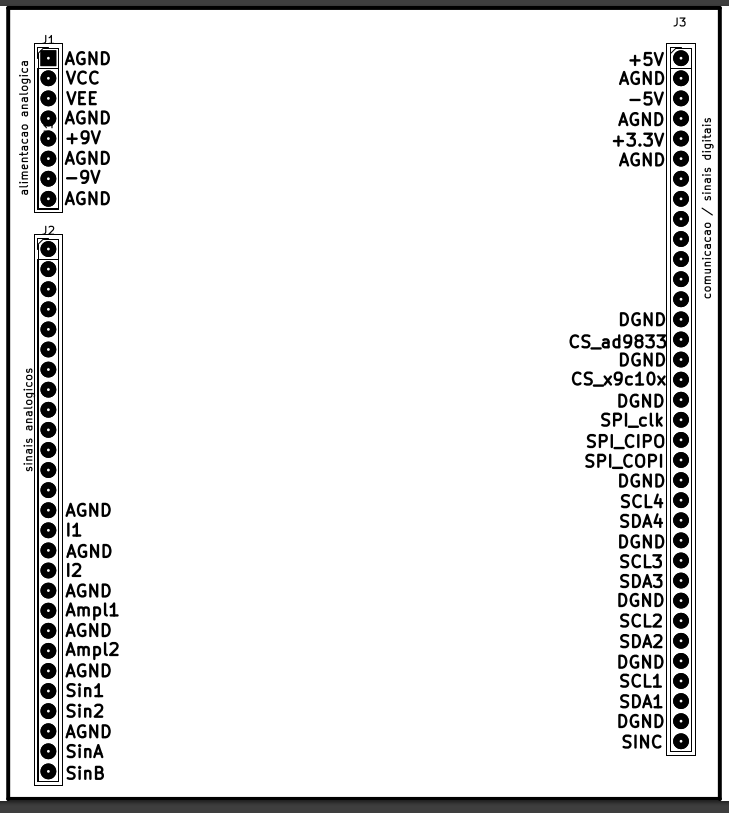 J1
alimentacao analogica
AGND
VCC
VEE
AGND
+9V
AGND
−9V
AGND
J2
sinais analogicos
AGND
I1
AGND
I2
AGND
Ampl1
AGND
Ampl2
AGND
Sin1
Sin2
AGND
SinA
SinB
J3
comunicacao / sinais digitais
+5V
AGND
−5V
AGND
+3.3V
AGND
DGND
CS_ad9833
DGND
CS_x9c10x
DGND
SPI_clk
SPI_CIPO
SPI_COPI
DGND
SCL4
SDA4
DGND
SCL3
SDA3
DGND
SCL2
SDA2
DGND
SCL1
SDA1
DGND
SINC